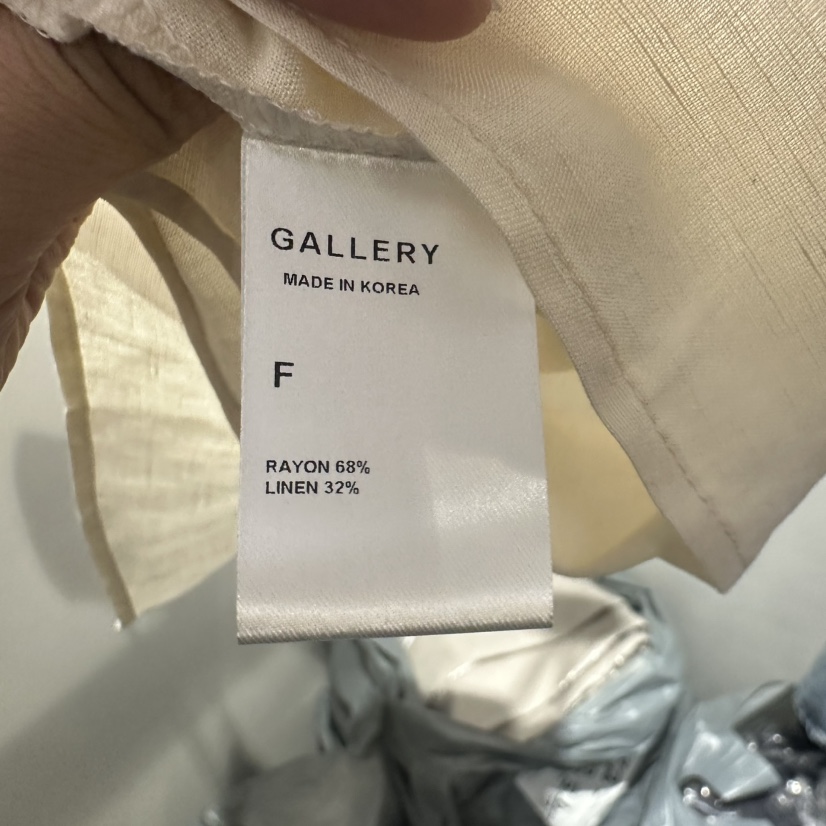 GALLERY
MADE IN KOREA
F
RAYON 68%
LINEN 32%